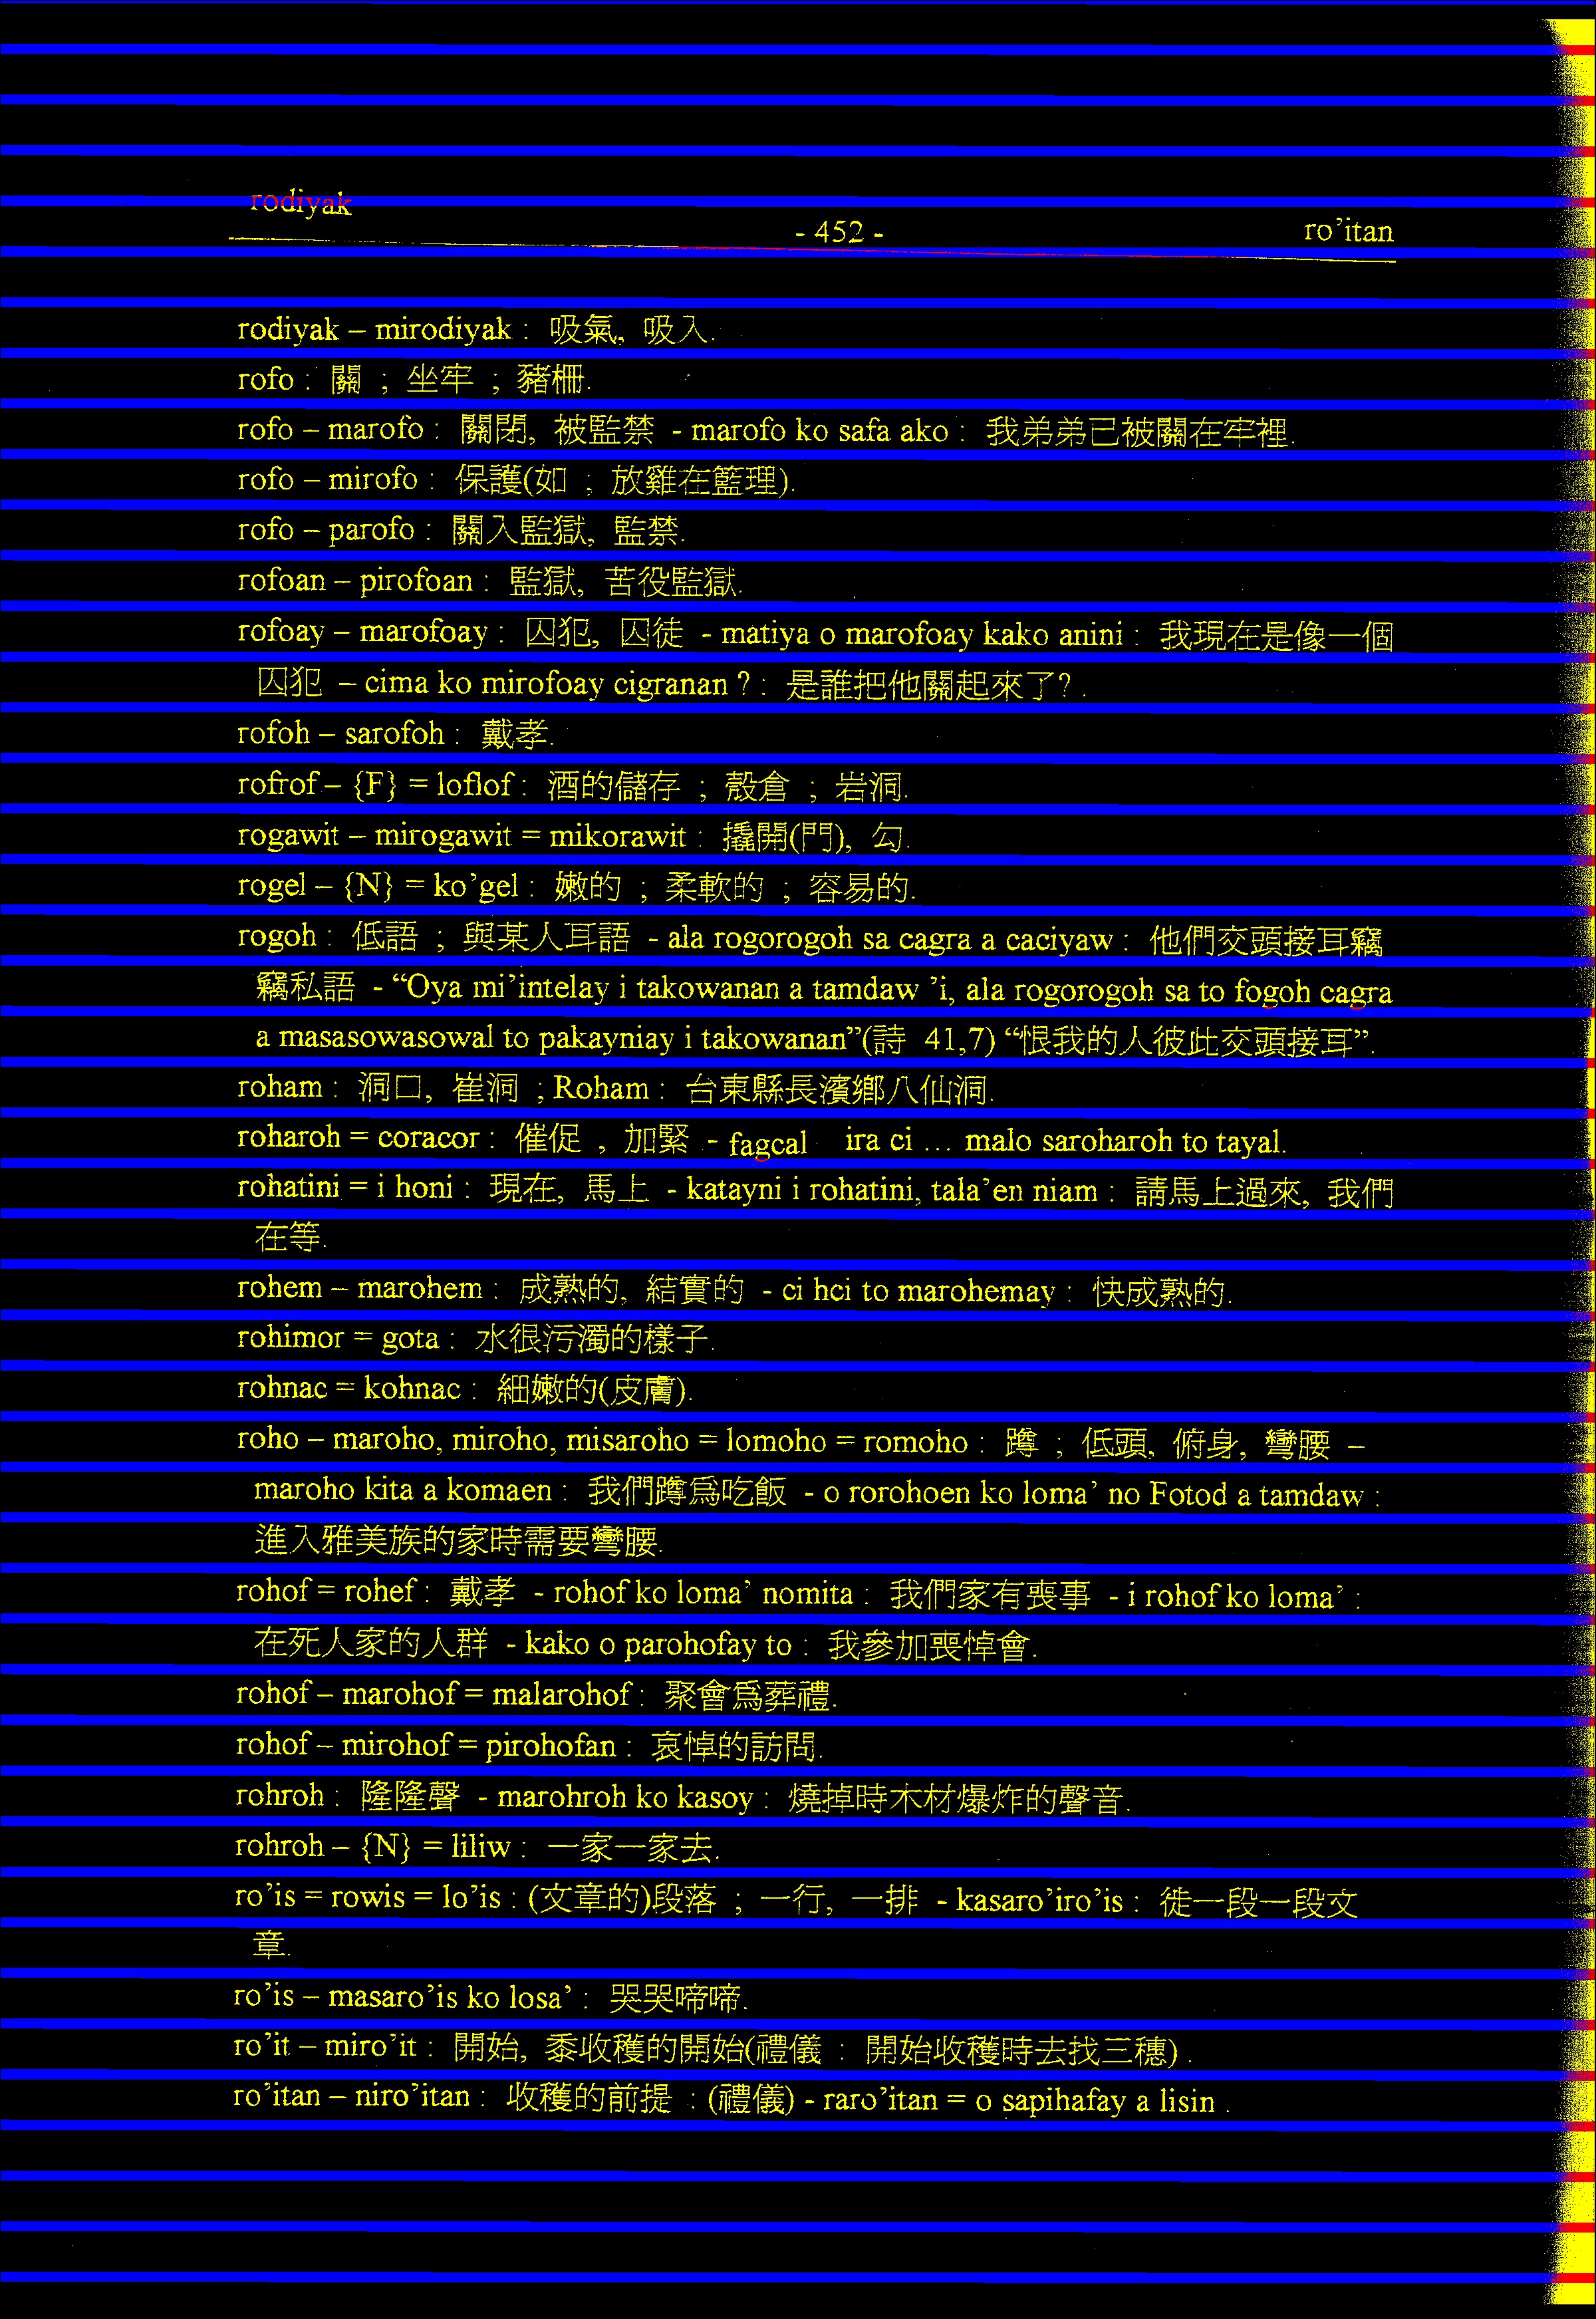 rodiyak
- 452 -
ro’itan
rodiyak – mirodiyak : 吸氣, 吸入.
rofo : 關 ; 坐牢 ; 豬柵.
rofo – marofo : 關閉, 被監禁 - marofo ko safa ako : 我弟弟已被關在牢裡.
rofo – mirofo : 保護(如 ; 放雞在籃理).
rofo – parofo : 關入監獄, 監禁.
rofoan – pirofoan : 監獄, 苦役監獄.
rofoay – marofoay : 囚犯, 囚徒 - matiya o marofoay kako anini : 我現在是像一個
囚犯 – cima ko mirofoay cigranan ? : 是誰把他關起來了? .
rofoh – sarofoh : 戴孝.
rofrof – {F} = loflof : 酒的儲存 ; 殼倉 ; 岩洞.
rogawit – mirogawit = mikorawit : 撬開(門), 勾.
rogel – {N} = ko’gel : 嫩的 ; 柔軟的 ; 容易的.
rogoh : 低語 ; 與某人耳語 - ala rogorogoh sa cagra a caciyaw : 他們交頭接耳竊
竊私語 - “Oya mi’intelay i takowanan a tamdaw ’i, ala rogorogoh sa to fogoh cagra
a masasowasowal to pakayniay i takowanan”(詩 41,7) “恨我的人彼此交頭接耳”.
roham : 洞口, 崔洞 ; Roham : 台東縣長濱鄉八仙洞.
roharoh = coracor : 催促 , 加緊 - fagcal ira ci … malo saroharoh to tayal.
rohatini = i honi : 現在, 馬上 - katayni i rohatini, tala’en niam : 請馬上過來, 我們
在等.
rohem – marohem : 成熟的, 結實的 - ci hci to marohemay : 快成熟的.
rohimor = gota : 水很污濁的樣子.
rohnac = kohnac : 細嫩的(皮膚).
roho – maroho, miroho, misaroho = lomoho = romoho : 蹲 ; 低頭, 俯身, 彎腰 –
maroho kita a komaen : 我們蹲爲吃飯 - o rorohoen ko loma’ no Fotod a tamdaw :
進入雅美族的家時需要彎腰.
rohof = rohef : 戴孝 - rohof ko loma’ nomita : 我們家有喪事 - i rohof ko loma’ :
在死人家的人群 - kako o parohofay to : 我參加喪悼會.
rohof – marohof = malarohof : 聚會爲葬禮.
rohof – mirohof = pirohofan : 哀悼的訪問.
rohroh : 隆隆聲 - marohroh ko kasoy : 燒掉時木材爆炸的聲音.
rohroh – {N} = liliw : 一家一家去.
ro’is = rowis = lo’is : (文章的)段落 ; 一行, 一排 - kasaro’iro’is : 徙一段一段文
章.
ro’is – masaro’is ko losa’ : 哭哭啼啼.
ro’it – miro’it : 開始, 黍收穫的開始(禮儀 : 開始收穫時去找三穗) .
ro’itan – niro’itan : 收穫的前提 : (禮儀) - raro’itan = o sapihafay a lisin .